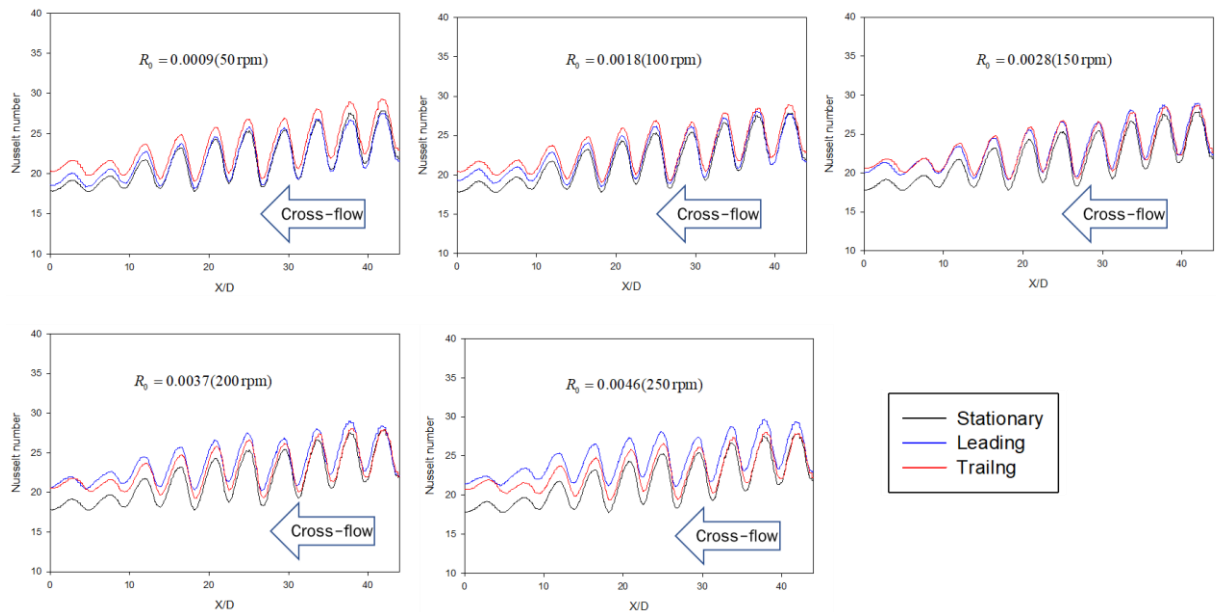 40
35
30
25
20
15
10
Nusselt number
R₀ = 0.0009(50 rpm)
Cross-flow
0 10 20 30 40
X/D
40
35
30
25
20
15
10
Nusselt number
R₀ = 0.0018(100 rpm)
Cross-flow
0 10 20 30 40
X/D
40
35
30
25
20
15
10
Nusselt number
R₀ = 0.0028(150 rpm)
Cross-flow
0 10 20 30 40
X/D
40
35
30
25
20
15
10
Nusselt number
R₀ = 0.0037(200 rpm)
Cross-flow
0 10 20 30 40
X/D
40
35
30
25
20
15
10
Nusselt number
R₀ = 0.0046(250 rpm)
Cross-flow
0 10 20 30 40
X/D
Stationary
Leading
Trailng